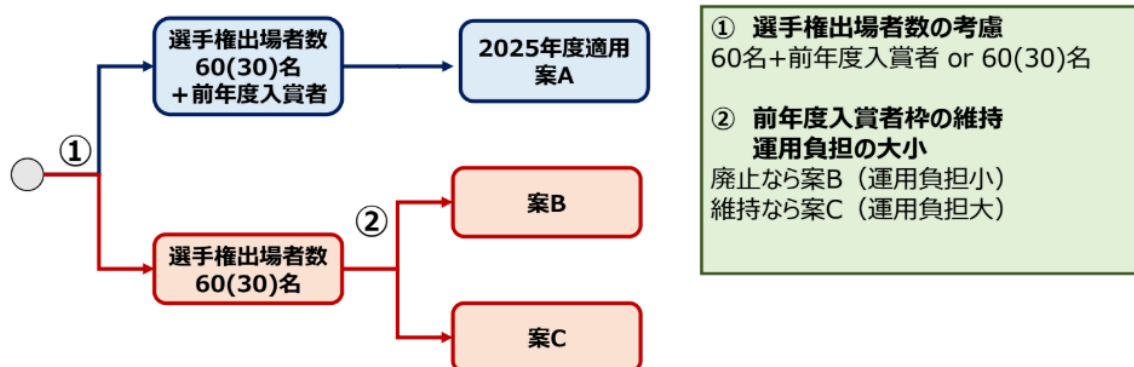 選手権出場者数
60(30)名
+前年度入賞者
2025年度適用
案A
①
選手権出場者数
60(30)名
②
案B
案C
① 選手権出場者数の考慮
60名+前年度入賞者 or 60(30)名
② 前年度入賞者枠の維持
運用負担の大小
廃止なら案B（運用負担小）
維持なら案C（運用負担大）